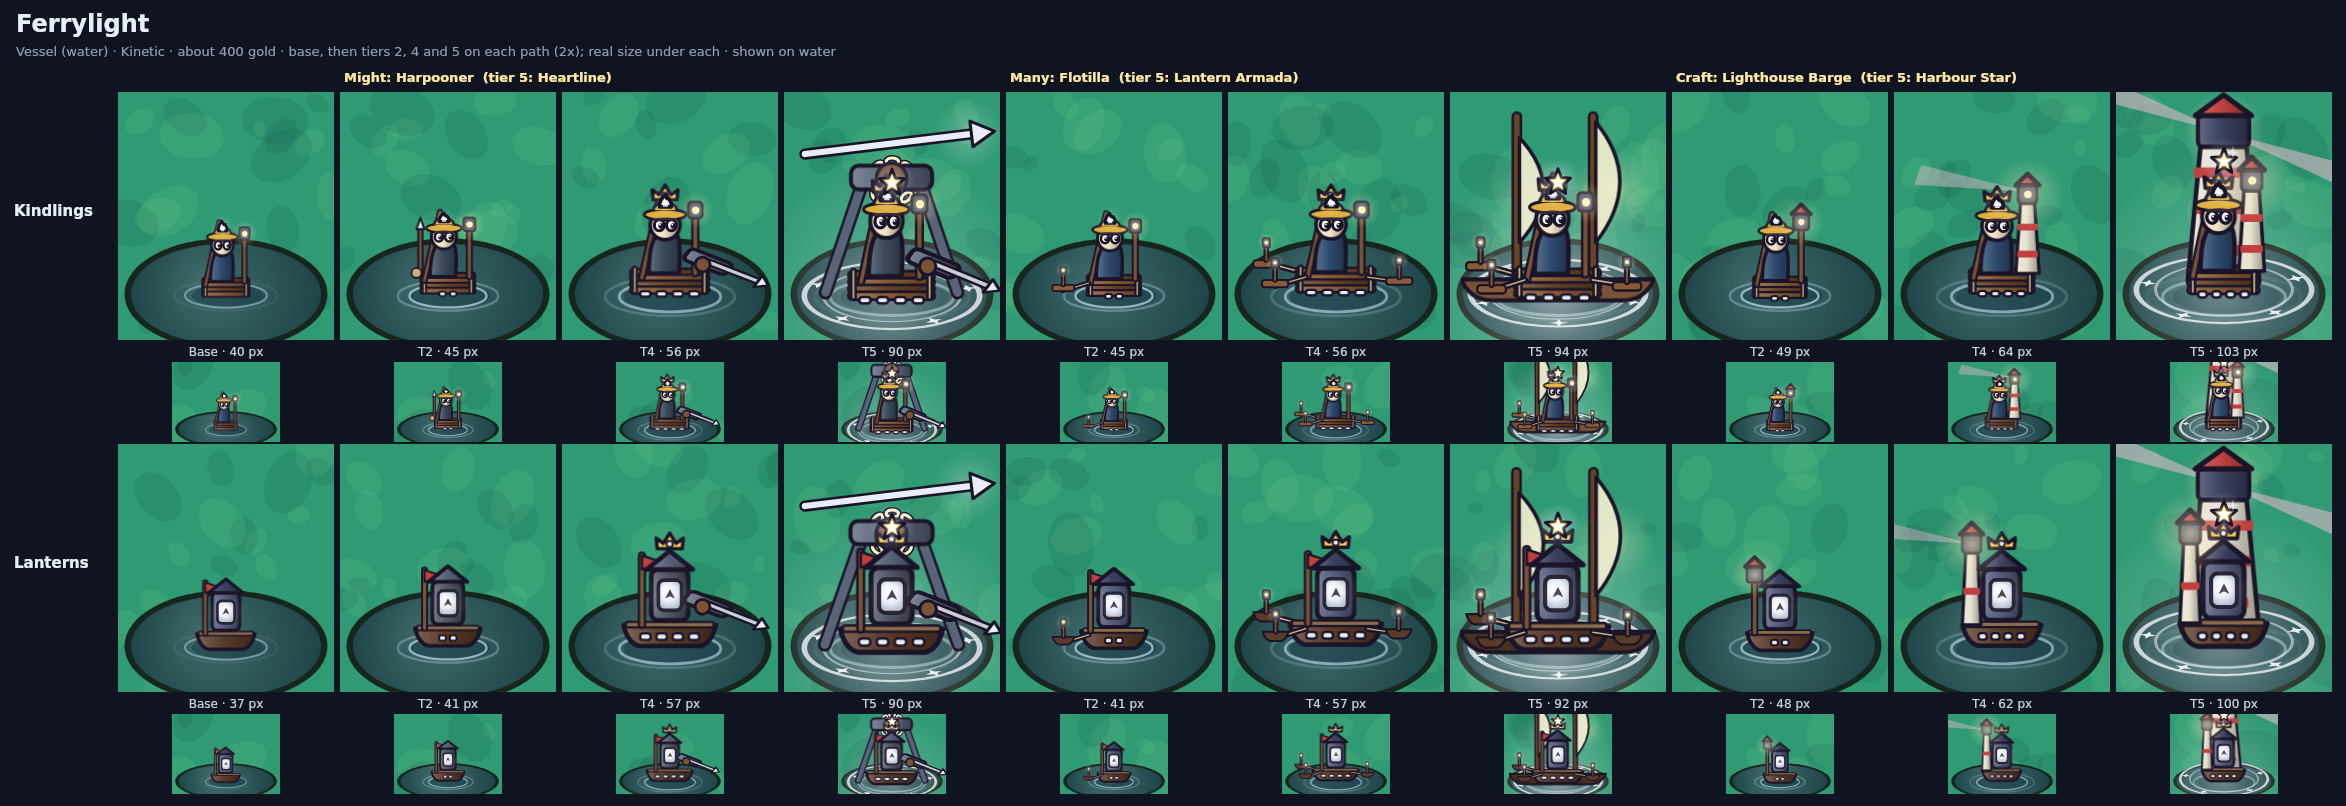 Ferrylight
Vessel (water) · Kinetic · about 400 gold · base, then tiers 2, 4 and 5 on each path (2x); real size under each · shown on water
Might: Harpooner (tier 5: Heartline)
Many: Flotilla (tier 5: Lantern Armada)
Craft: Lighthouse Barge (tier 5: Harbour Star)
Kindlings
Base · 40 px
T2 · 45 px
T4 · 56 px
T5 · 90 px
T2 · 45 px
T4 · 56 px
T5 · 94 px
T2 · 49 px
T4 · 64 px
T5 · 103 px
Lanterns
Base · 37 px
T2 · 41 px
T4 · 57 px
T5 · 90 px
T2 · 41 px
T4 · 57 px
T5 · 92 px
T2 · 48 px
T4 · 62 px
T5 · 100 px